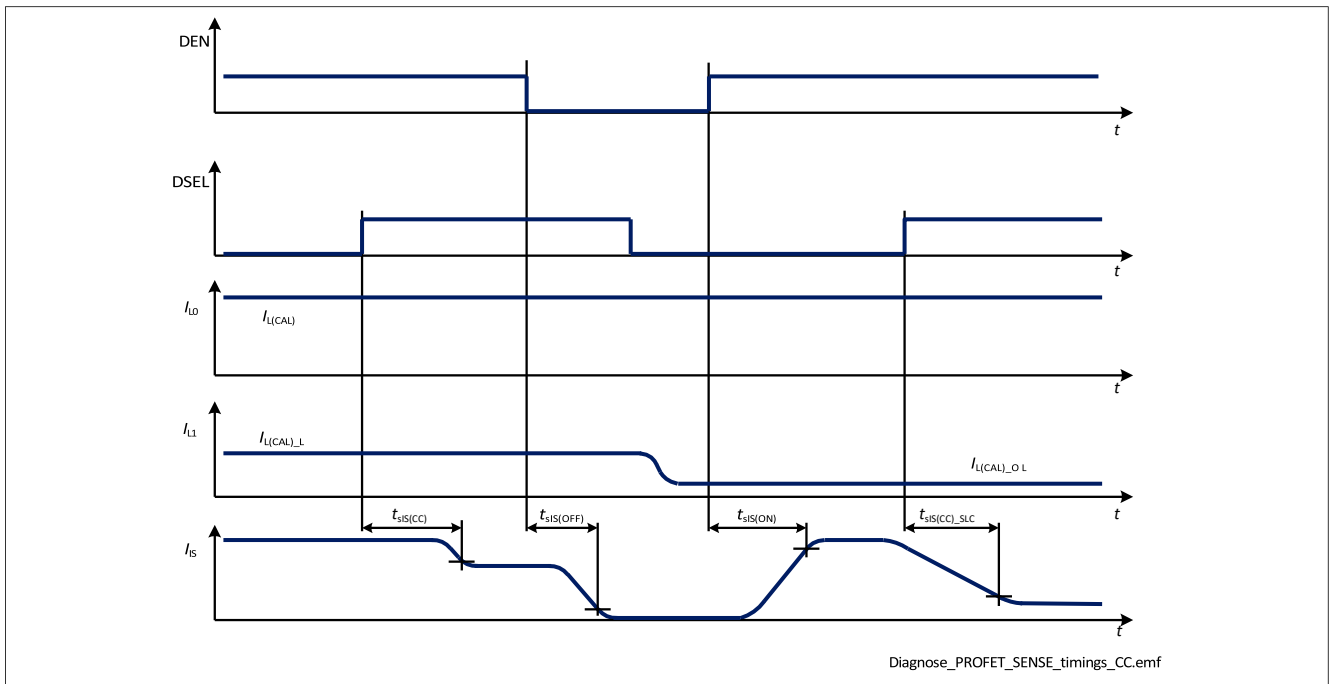 DEN
t
DSEL
t
IL0
IL(CAL)
t
IL1
IL(CAL)_L
IL(CAL)_O L
t
tsIS(CC)
tsIS(OFF)
tsIS(ON)
tsIS(CC)_SLC
IIS
t
Diagnose_PROFET_SENSE_timings_CC.emf